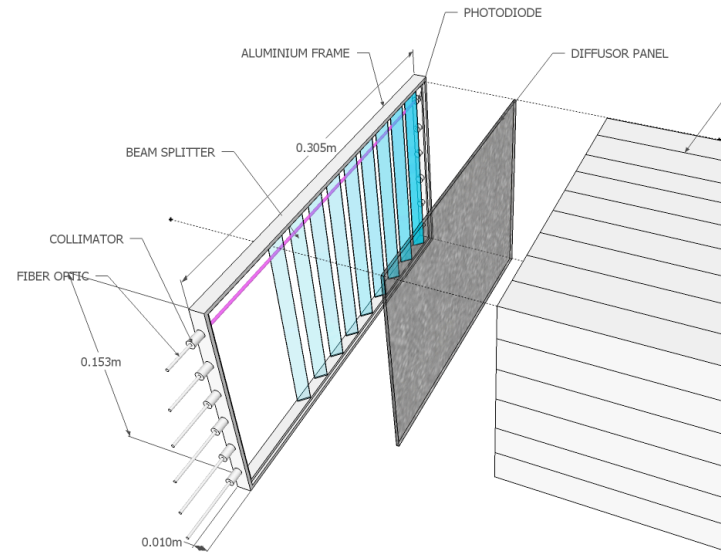 PHOTODIODE
ALUMINIUM FRAME
DIFFUSOR PANEL
0.305m
BEAM SPLITTER
COLLIMATOR
FIBER OPTIC
0.153m
0.010m